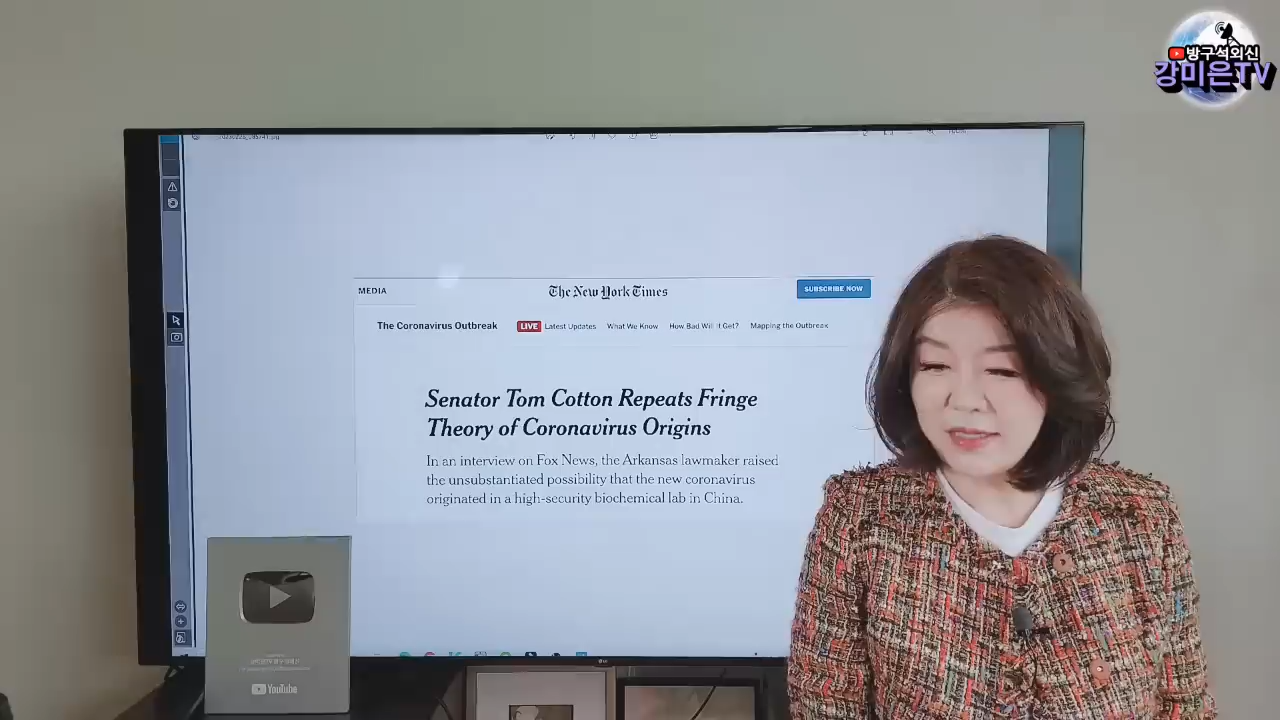 방구석외신
강미은TV
MEDIA
The New York Times
SUBSCRIBE NOW
The Coronavirus Outbreak
LIVE Latest Updates What We Know How Bad Will It Get? Mapping the Outbreak
Senator Tom Cotton Repeats Fringe
Theory of Coronavirus Origins
In an interview on Fox News, the Arkansas lawmaker raised
the unsubstantiated possibility that the new coronavirus
originated in a high-security biochemical lab in China.
YouTube
LG